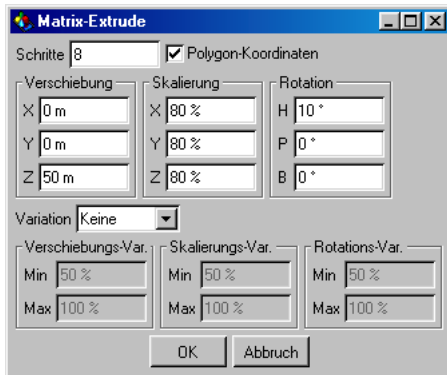 Matrix-Extrude
Schritte 8 Polygon-Koordinaten
Verschiebung Skalierung Rotation
X 0 m X 80 % H 10 °
Y 0 m Y 80 % P 0 °
Z 50 m Z 80 % B 0 °
Variation Keine
Verschiebungs-Var. Skalierungs-Var. Rotations-Var.
Min 50 % Min 50 % Min 50 %
Max 100 % Max 100 % Max 100 %
OK Abbruch